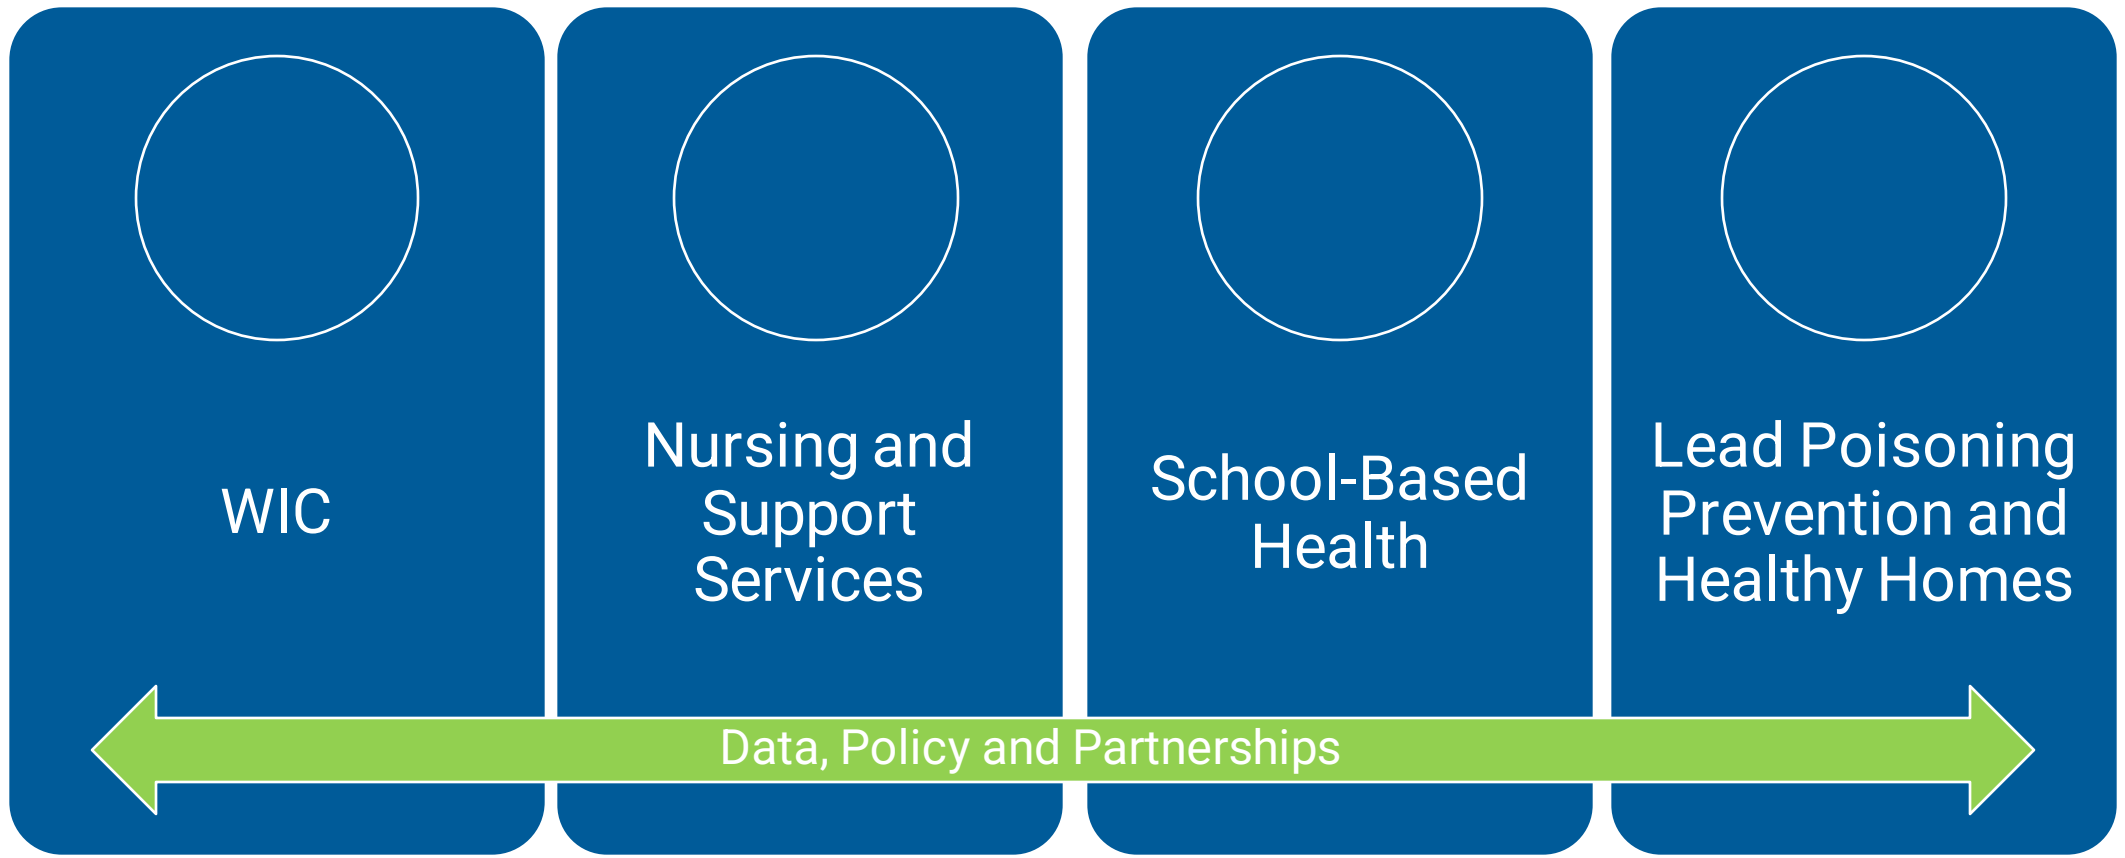 WIC
Nursing and
Support
Services
School-Based
Health
Lead Poisoning
Prevention and
Healthy Homes
Data, Policy and Partnerships